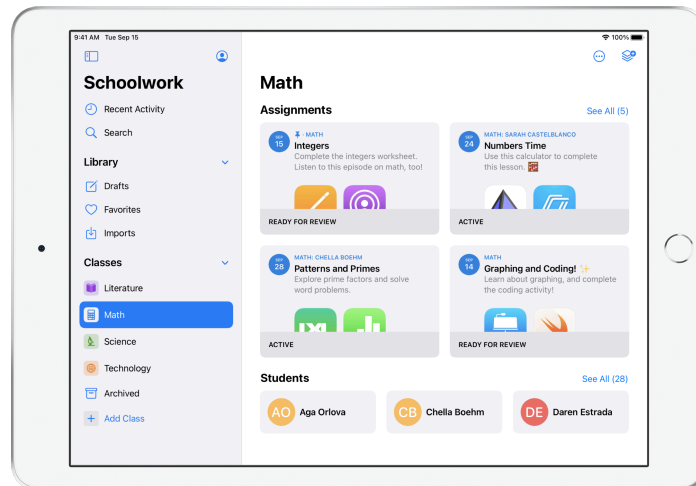 9:41 AM Tue Sep 15
100%
Schoolwork
Recent Activity
Search
Library
Drafts
Favorites
Imports
Classes
Literature
Math
Science
Technology
Archived
Add Class
Math
Assignments
See All (5)
SEP
15
MATH
Integers
Complete the integers worksheet.
Listen to this episode on math, too!
READY FOR REVIEW
SEP
24
MATH: SARAH CASTELBLANCO
Numbers Time
Use this calculator to complete
this lesson. 🧮
ACTIVE
SEP
28
MATH: CHELLA BOEHM
Patterns and Primes
Explore prime factors and solve
word problems.
IXL
ACTIVE
SEP
14
MATH
Graphing and Coding! ✨
Learn about graphing, and complete
the coding activity!
READY FOR REVIEW
Students
See All (28)
AO
Aga Orlova
CB
Chella Boehm
DE
Daren Estrada